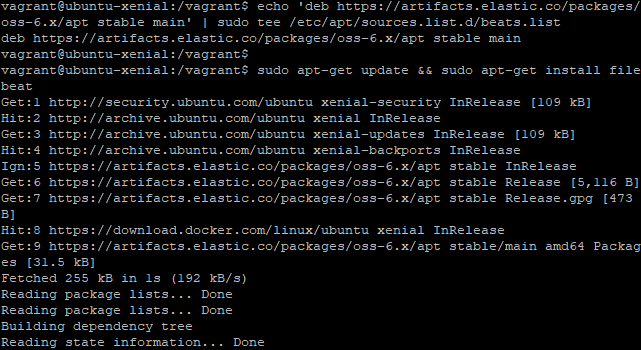 vagrant@ubuntu-xenial:/vagrant$ echo 'deb https://artifacts.elastic.co/packages/
oss-6.x/apt stable main' | sudo tee /etc/apt/sources.list.d/beats.list
deb https://artifacts.elastic.co/packages/oss-6.x/apt stable main
vagrant@ubuntu-xenial:/vagrant$
vagrant@ubuntu-xenial:/vagrant$ sudo apt-get update && sudo apt-get install file
beat
Get:1 http://security.ubuntu.com/ubuntu xenial-security InRelease [109 kB]
Hit:2 http://archive.ubuntu.com/ubuntu xenial InRelease
Get:3 http://archive.ubuntu.com/ubuntu xenial-updates InRelease [109 kB]
Hit:4 http://archive.ubuntu.com/ubuntu xenial-backports InRelease
Ign:5 https://artifacts.elastic.co/packages/oss-6.x/apt stable InRelease
Get:6 https://artifacts.elastic.co/packages/oss-6.x/apt stable Release [5,116 B]
Get:7 https://artifacts.elastic.co/packages/oss-6.x/apt stable Release.gpg [473
B]
Hit:8 https://download.docker.com/linux/ubuntu xenial InRelease
Get:9 https://artifacts.elastic.co/packages/oss-6.x/apt stable/main amd64 Packag
es [31.5 kB]
Fetched 255 kB in 1s (192 kB/s)
Reading package lists... Done
Reading package lists... Done
Building dependency tree
Reading state information... Done